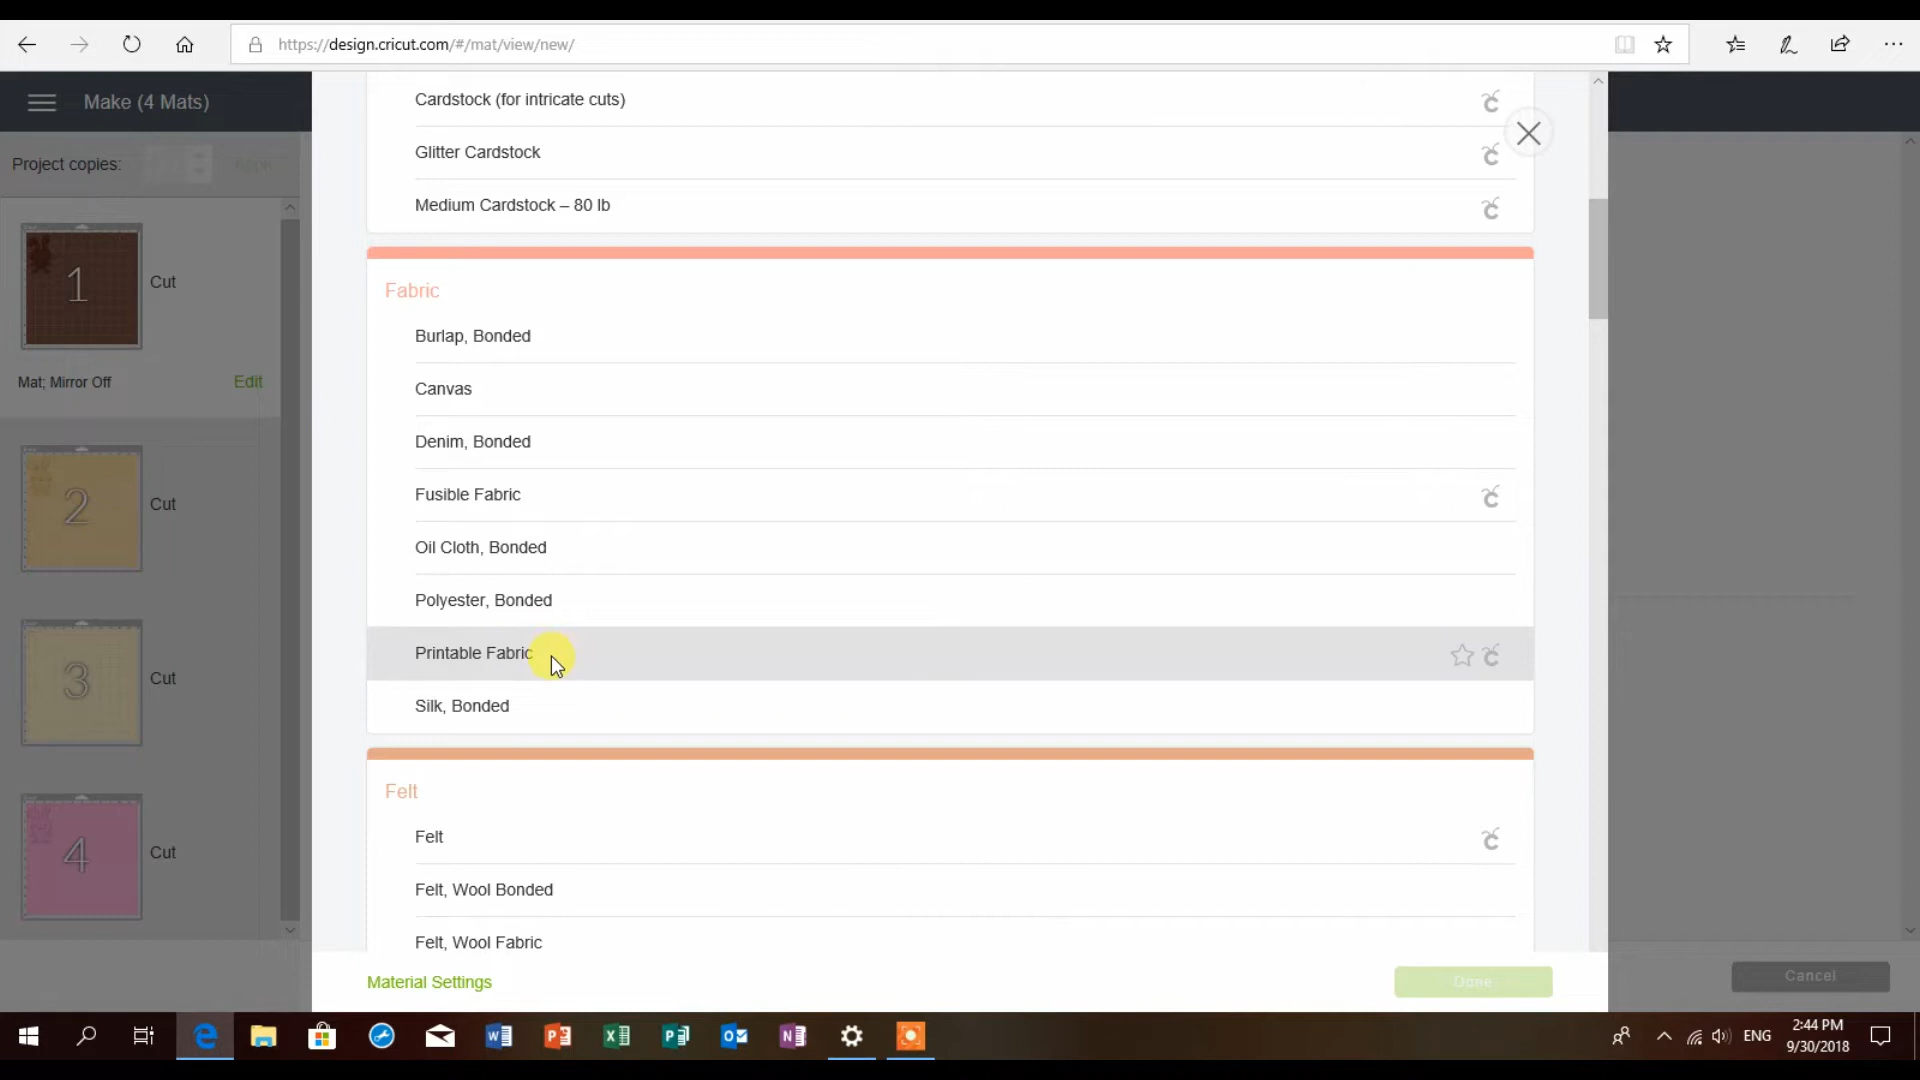 https://design.cricut.com/#/mat/view/new/
Make (4 Mats)
Project copies:
1
Cut
Mat; Mirror Off
Edit
2
Cut
3
Cut
4
Cut
Cardstock (for intricate cuts)
Glitter Cardstock
Medium Cardstock – 80 lb
Fabric
Burlap, Bonded
Canvas
Denim, Bonded
Fusible Fabric
Oil Cloth, Bonded
Polyester, Bonded
Printable Fabric
Silk, Bonded
Felt
Felt
Felt, Wool Bonded
Felt, Wool Fabric
Material Settings
Done
Cancel
ENG
2:44 PM
9/30/2018